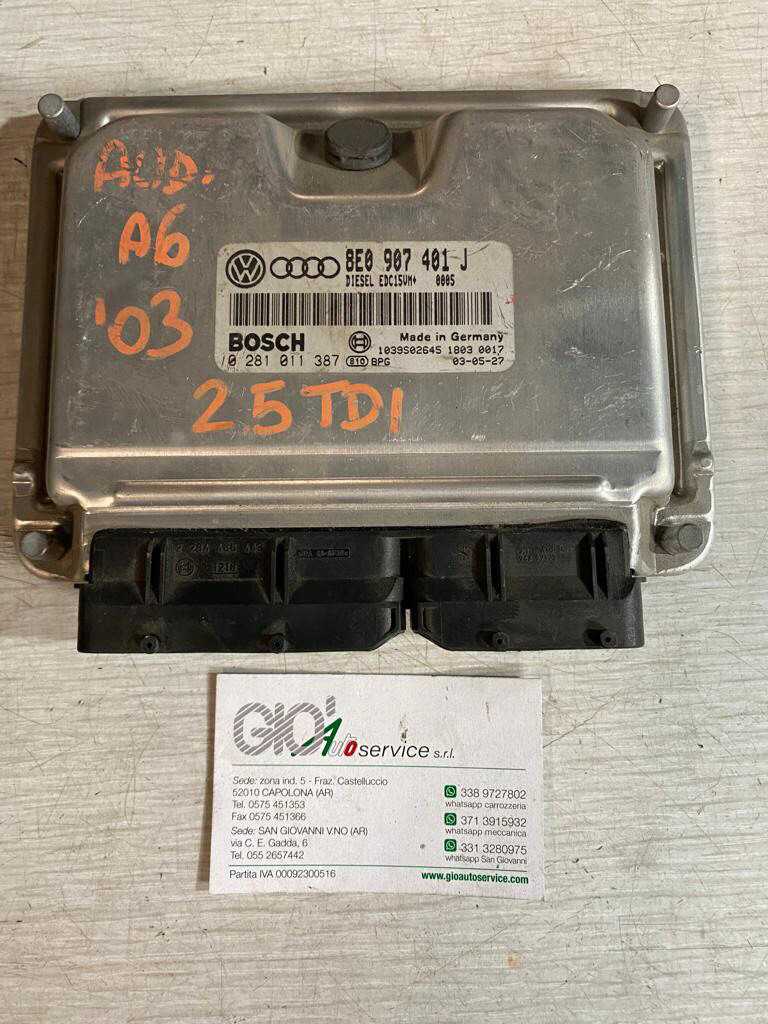 AUDI
A6
'03
8E0 907 401 J
DIESEL EDC15VM+ 0005
BOSCH
Made in Germany
0 281 011 387
810 BPG
1039S02645 1803 0017
03-05-27
2.5 TDI
GIO' Autoservice s.r.l.
Sede: zona ind. 5 - Fraz. Castelluccio
52010 CAPOLONA (AR)
Tel. 0575 451353
Fax 0575 451366
Sede: SAN GIOVANNI V.NO (AR)
via C. E. Gadda, 6
Tel. 055 2657442
Partita IVA 00092300516
338 9727802
whatsapp carrozzeria
371 3915932
whatsapp meccanica
331 3280975
whatsapp San Giovanni
www.gioautoservice.com